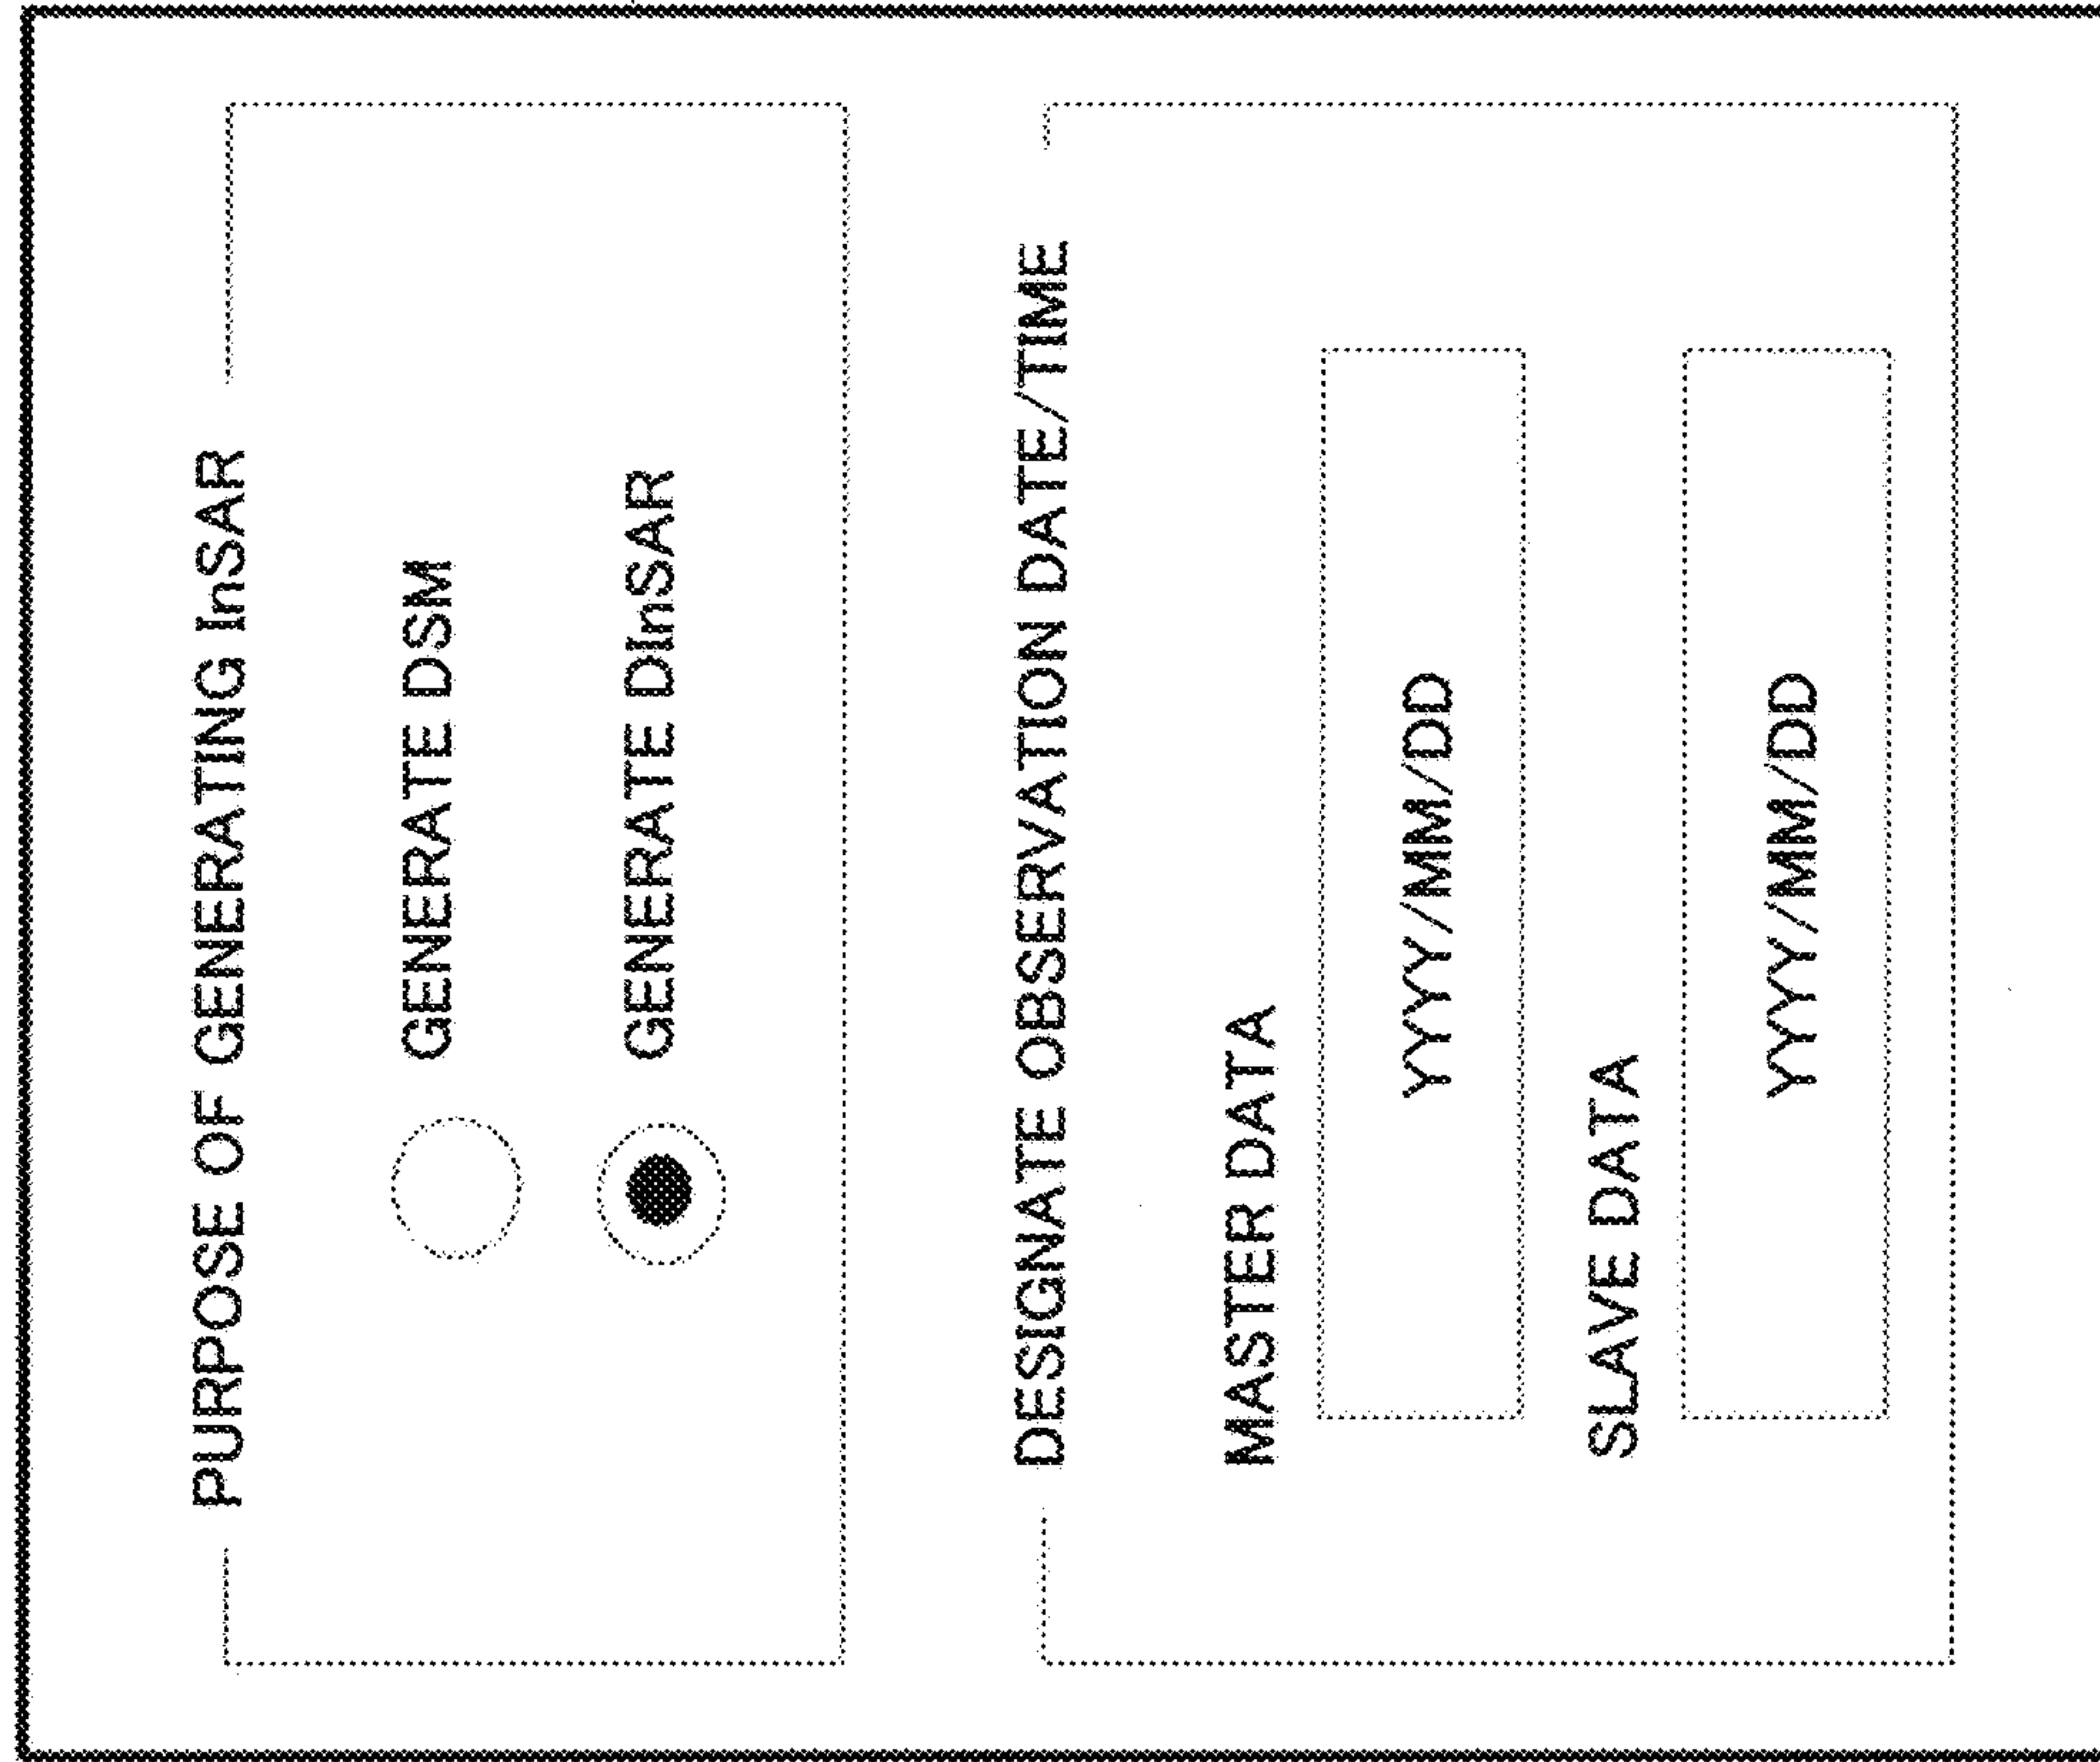 PURPOSE OF GENERATING InSAR
GENERATE DSM
GENERATE DInSAR
DESIGNATE OBSERVATION DATE/TIME
MASTER DATA
YYYY/MM/DD
SLAVE DATA
YYYY/MM/DD